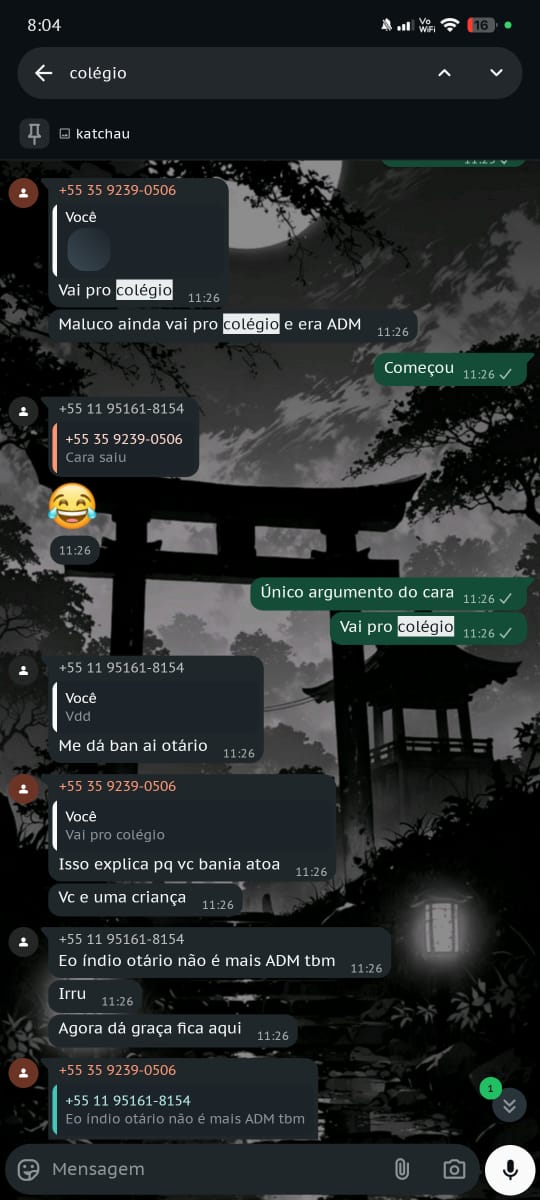 8:04
Vo
WiFi
16
colégio
katchau
11:25
+55 35 9239-0506
Você
Vai pro colégio 11:26
Maluco ainda vai pro colégio e era ADM 11:26
Começou 11:26
+55 11 95161-8154
+55 35 9239-0506
Cara saiu
11:26
Único argumento do cara 11:26
Vai pro colégio 11:26
+55 11 95161-8154
Você
Vdd
Me dá ban ai otário 11:26
+55 35 9239-0506
Você
Vai pro colégio
Isso explica pq vc bania atoa 11:26
Vc e uma criança 11:26
+55 11 95161-8154
Eo índio otário não é mais ADM tbm 11:26
Irru 11:26
Agora dá graça fica aqui 11:26
+55 35 9239-0506
+55 11 95161-8154
Eo índio otário não é mais ADM tbm
1
Mensagem